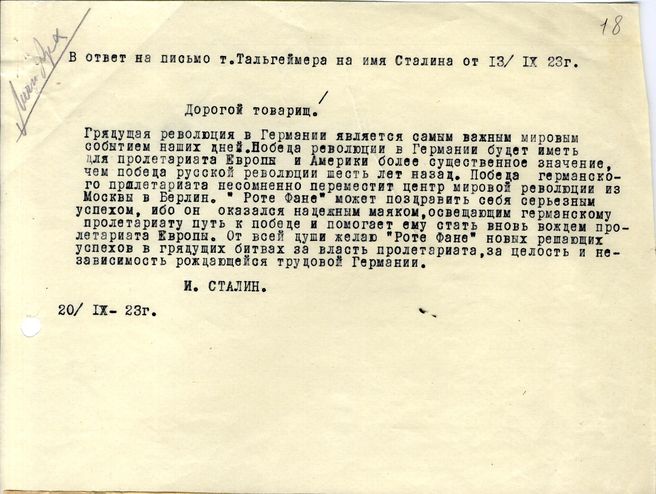 18
В ответ на письмо т.Тальгеймера на имя Сталина от 13/ IX 23г.
Дорогой товарищ!
Грядущая революция в Германии является самым важным мировым
событием наших дней.Победа революции в Германии будет иметь
для пролетариата Европы и Америки более существенное значение,
чем победа русской революции шесть лет назад. Победа германско-
го пролетариата несомненно переместит центр мировой революции из
Москвы в Берлин. " Роте Фане" может поздравить себя серьезным
успехом, ибо он оказался надежным маяком,освещающим германскому
пролетариату путь к победе и помогает ему стать вновь вождем про-
летариата Европы. От всей души желаю "Роте Фане" новых решающих
успехов в грядущих битвах за власть пролетариата,за целость и не-
зависимость рождающейся трудовой Германии.
И. СТАЛИН.
20/ IX- 23г.